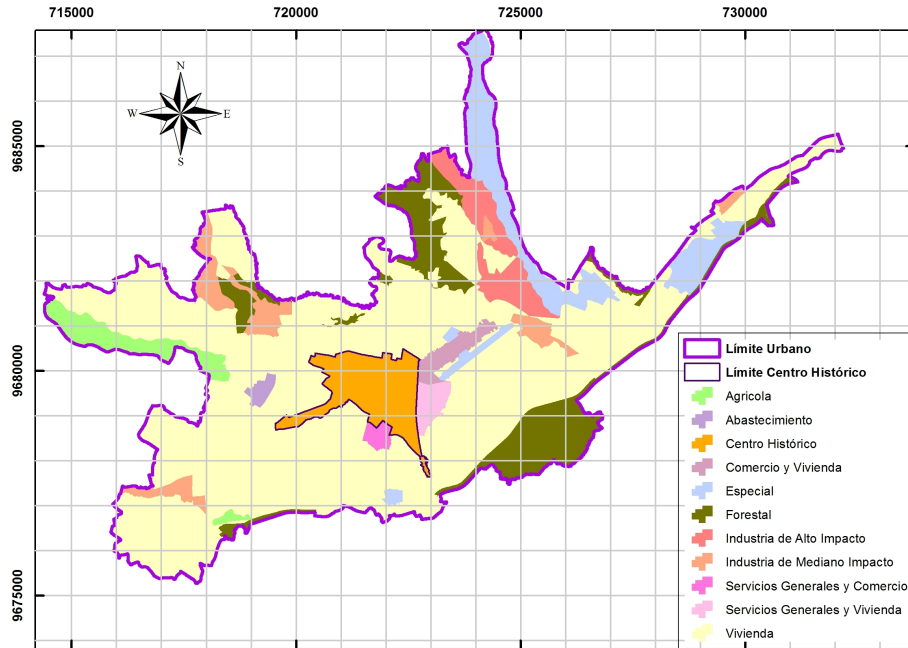 715000
720000
725000
730000
N
W
E
S
9685000
9680000
9675000
Límite Urbano
Límite Centro Histórico
Agricola
Abastecimiento
Centro Histórico
Comercio y Vivienda
Especial
Forestal
Industria de Alto Impacto
Industria de Mediano Impacto
Servicios Generales y Comercio
Servicios Generales y Vivienda
Vivienda